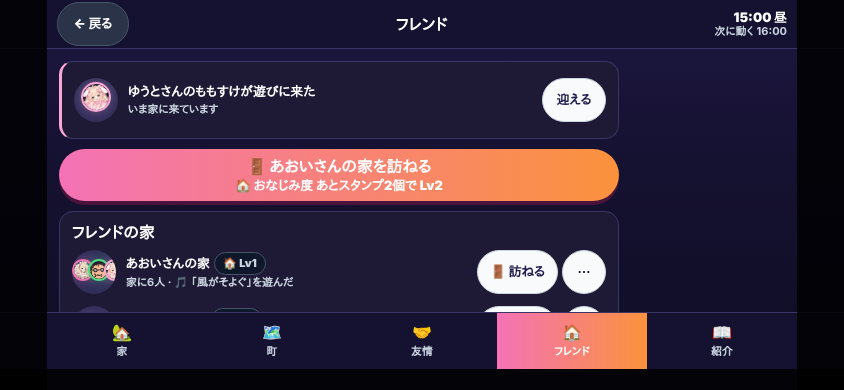 ← 戻る
フレンド
15:00 昼
次に動く 16:00
ゆうとさんのももすけが遊びに来た
いま家に来ています
迎える
🚪 あおいさんの家を訪ねる
🏠 おなじみ度 あとスタンプ2個で Lv2
フレンドの家
あおいさんの家 🏠 Lv1
家に6人・🎵「風がそよぐ」を遊んだ
🚪 訪ねる
…
家
町
友情
フレンド
紹介